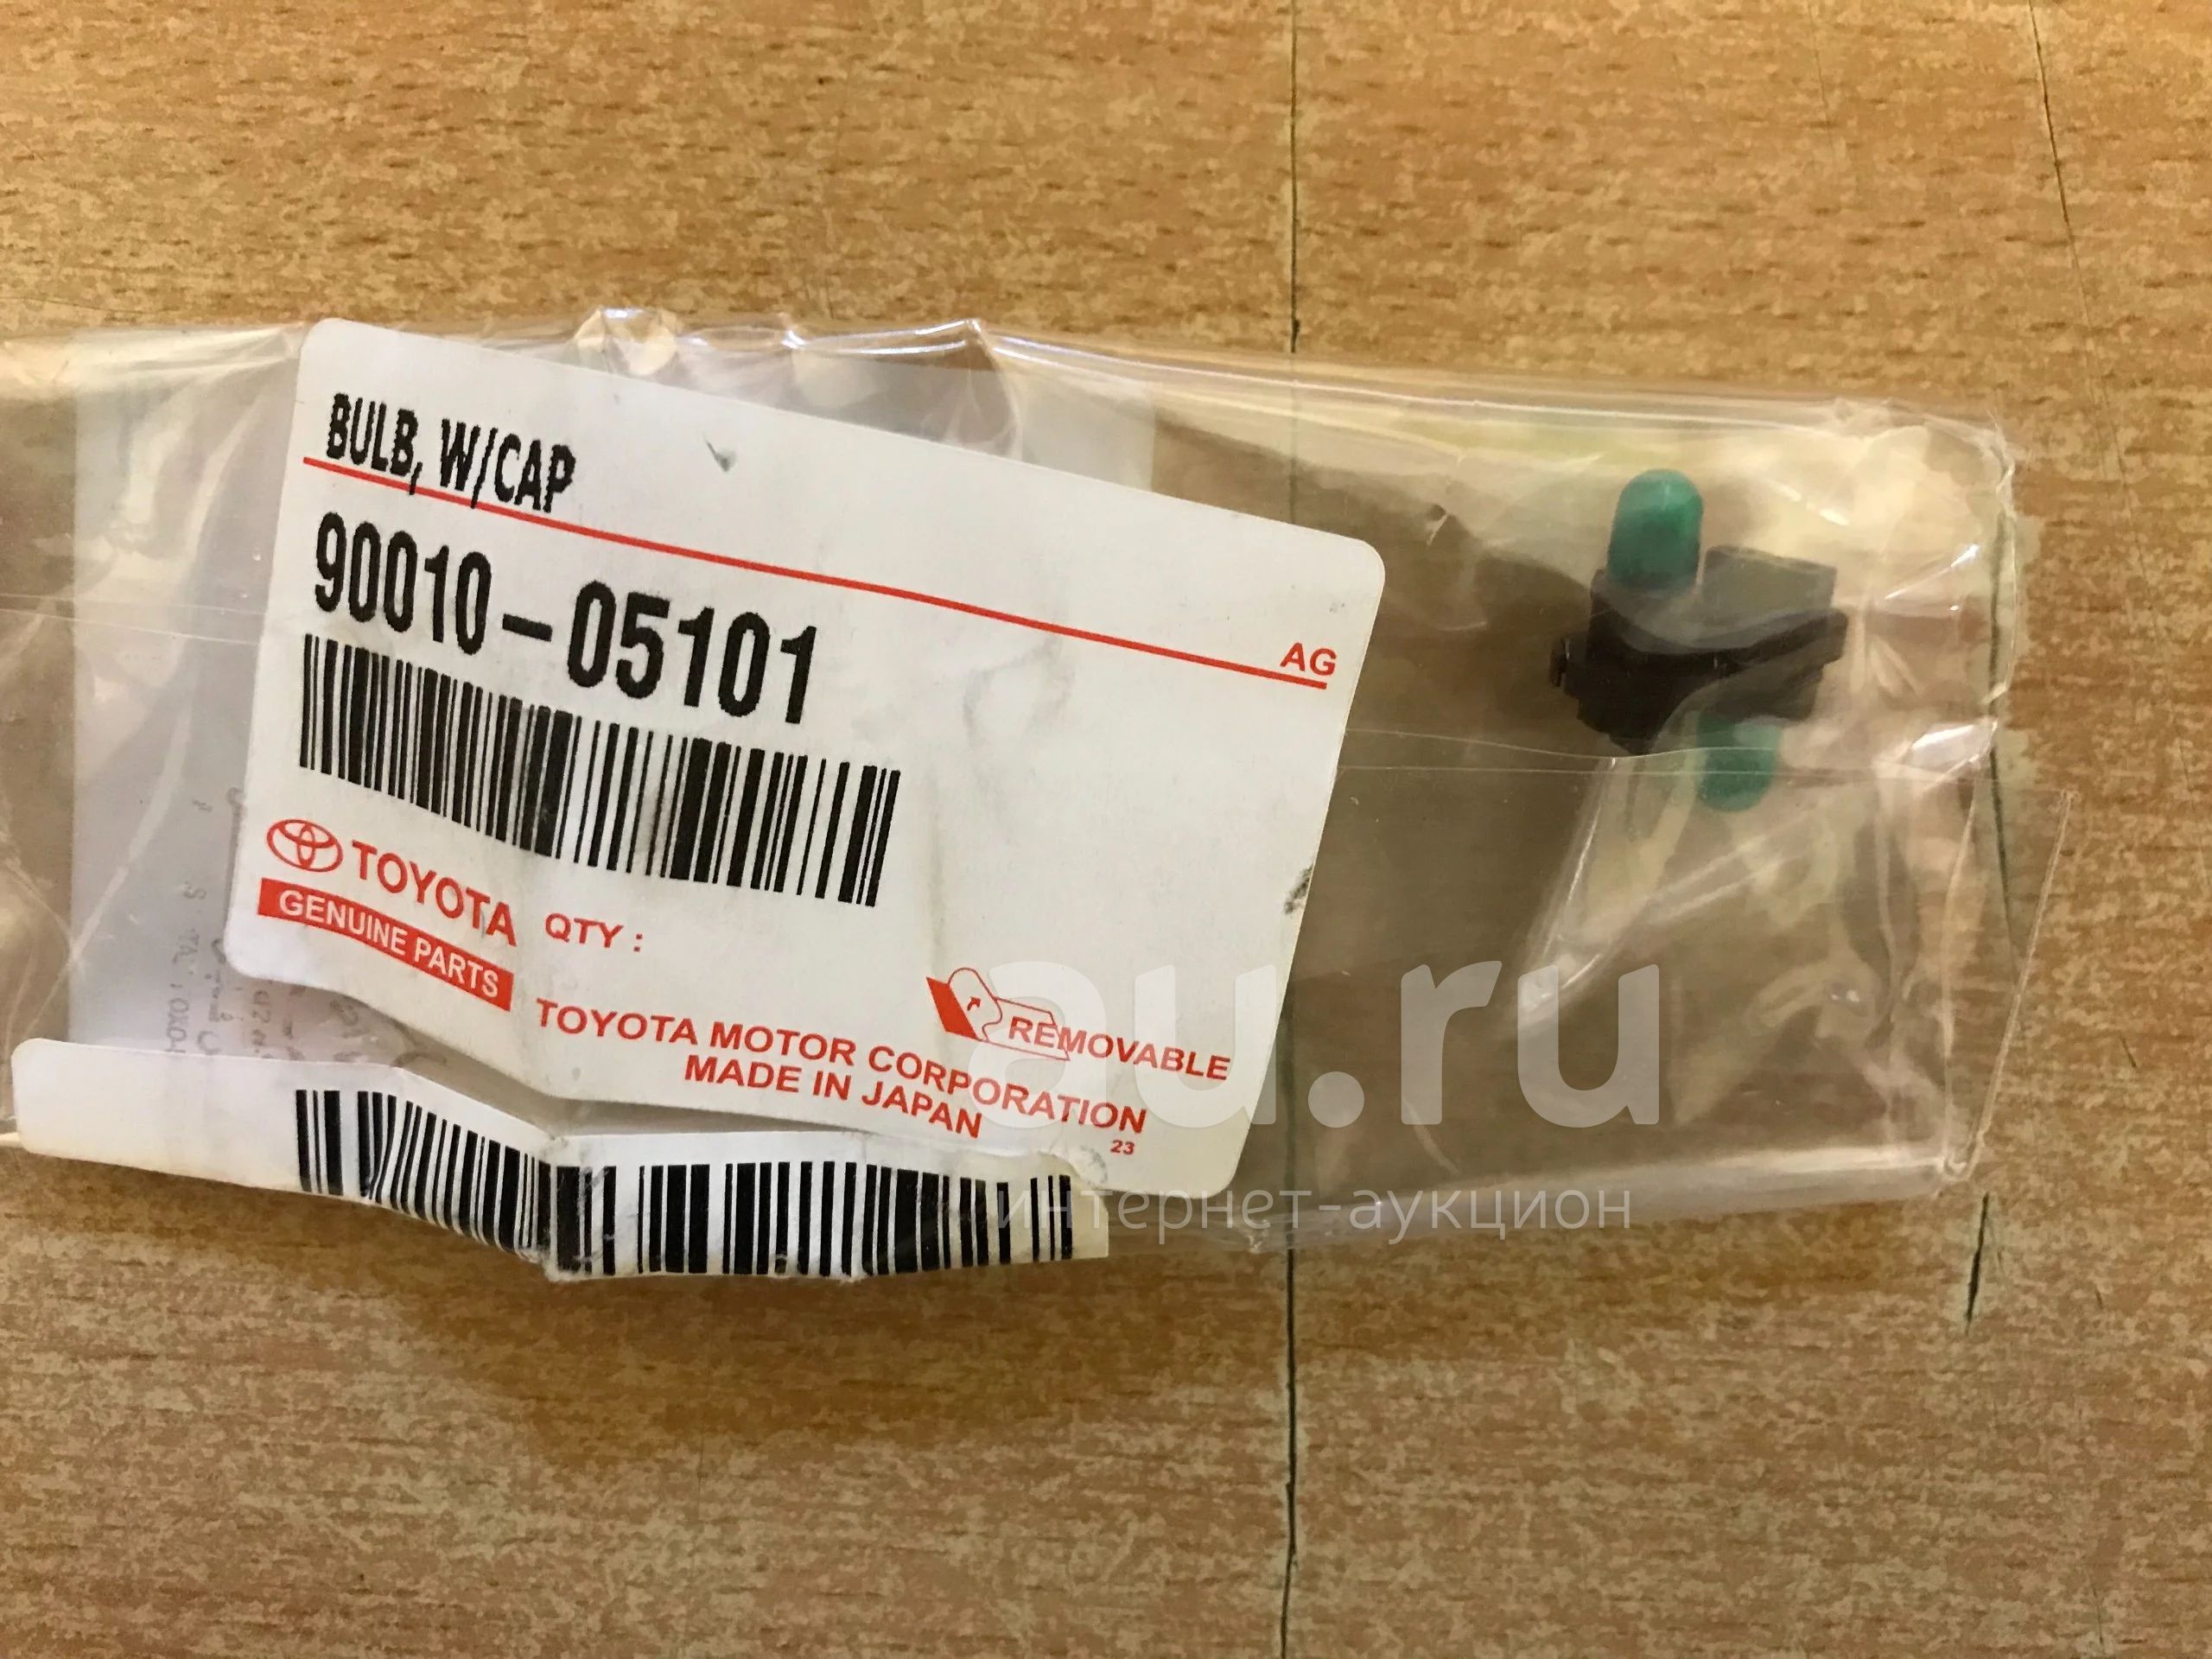 BULB, W/CAP
AG
90010-05101
TOYOTA
GENUINE PARTS
QTY :
REMOVABLE
TOYOTA MOTOR CORPORATION
MADE IN JAPAN
23
au.ru
интернет-аукцион